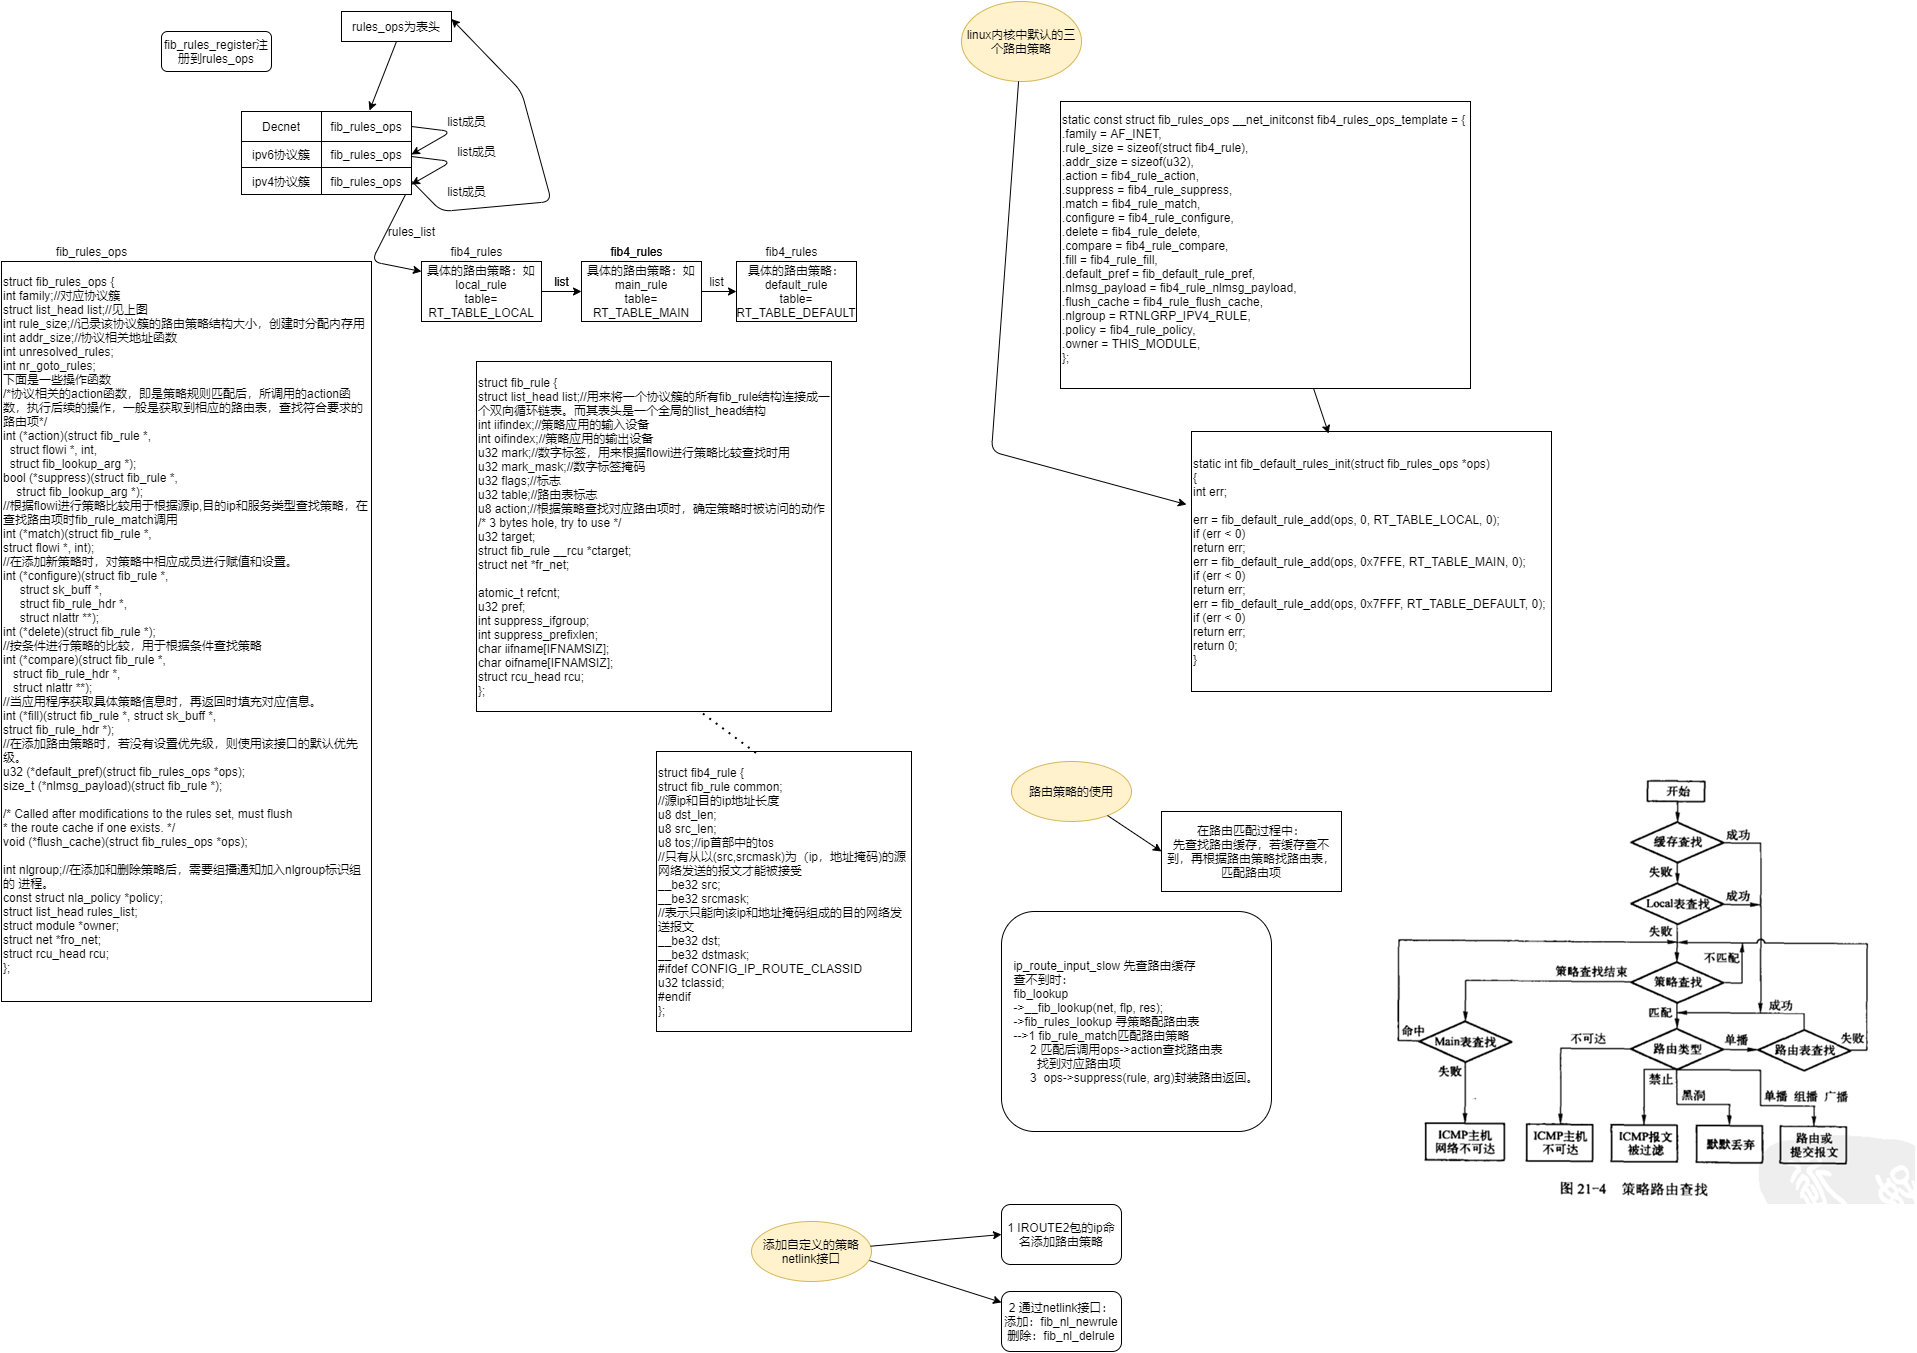 rules_ops为表头
fib_rules_register注
册到rules_ops
Decnet
fib_rules_ops
ipv6协议簇
fib_rules_ops
ipv4协议簇
fib_rules_ops
list成员
list成员
list成员
rules_list
fib4_rules
具体的路由策略：如
local_rule
table=
RT_TABLE_LOCAL
list
fib4_rules
具体的路由策略：如
main_rule
table=
RT_TABLE_MAIN
list
fib4_rules
具体的路由策略：
default_rule
table=
RT_TABLE_DEFAULT
fib_rules_ops
struct fib_rules_ops {
int family;//对应协议簇
struct list_head list;//见上图
int rule_size;//记录该协议簇的路由策略结构大小，创建时分配内存用
int addr_size;//协议相关地址函数
int unresolved_rules;
int nr_goto_rules;
下面是一些操作函数
/*协议相关的action函数，即是策略规则匹配后，所调用的action函
数，执行后续的操作，一般是获取到相应的路由表，查找符合要求的
路由项*/
int (*action)(struct fib_rule *,
struct flowi *, int,
struct fib_lookup_arg *);
bool (*suppress)(struct fib_rule *,
struct fib_lookup_arg *);
//根据flowi进行策略比较用于根据源ip,目的ip和服务类型查找策略，在
查找路由项时fib_rule_match调用
int (*match)(struct fib_rule *,
struct flowi *, int);
//在添加新策略时，对策略中相应成员进行赋值和设置。
int (*configure)(struct fib_rule *,
struct sk_buff *,
struct fib_rule_hdr *,
struct nlattr **);
int (*delete)(struct fib_rule *);
//按条件进行策略的比较，用于根据条件查找策略
int (*compare)(struct fib_rule *,
struct fib_rule_hdr *,
struct nlattr **);
//当应用程序获取具体策略信息时，再返回时填充对应信息。
int (*fill)(struct fib_rule *, struct sk_buff *,
struct fib_rule_hdr *);
//在添加路由策略时，若没有设置优先级，则使用该接口的默认优先
级。
u32 (*default_pref)(struct fib_rules_ops *ops);
size_t (*nlmsg_payload)(struct fib_rule *);
/* Called after modifications to the rules set, must flush
* the route cache if one exists. */
void (*flush_cache)(struct fib_rules_ops *ops);
int nlgroup;//在添加和删除策略后，需要组播通知加入nlgroup标识组
的 进程。
const struct nla_policy *policy;
struct list_head rules_list;
struct module *owner;
struct net *fro_net;
struct rcu_head rcu;
};
struct fib_rule {
struct list_head list;//用来将一个协议簇的所有fib_rule结构连接成一
个双向循环链表。而其表头是一个全局的list_head结构
int iifindex;//策略应用的输入设备
int oifindex;//策略应用的输出设备
u32 mark;//数字标签，用来根据flowi进行策略比较查找时用
u32 mark_mask;//数字标签掩码
u32 flags;//标志
u32 table;//路由表标志
u8 action;//根据策略查找对应路由项时，确定策略时被访问的动作
/* 3 bytes hole, try to use */
u32 target;
struct fib_rule __rcu *ctarget;
struct net *fr_net;
atomic_t refcnt;
u32 pref;
int suppress_ifgroup;
int suppress_prefixlen;
char iifname[IFNAMSIZ];
char oifname[IFNAMSIZ];
struct rcu_head rcu;
};
struct fib4_rule {
struct fib_rule common;
//源ip和目的ip地址长度
u8 dst_len;
u8 src_len;
u8 tos;//ip首部中的tos
//只有从以(src,srcmask)为（ip，地址掩码)的源
网络发送的报文才能被接受
__be32 src;
__be32 srcmask;
//表示只能向该ip和地址掩码组成的目的网络发
送报文
__be32 dst;
__be32 dstmask;
#ifdef CONFIG_IP_ROUTE_CLASSID
u32 tclassid;
#endif
};
linux内核中默认的三
个路由策略
static const struct fib_rules_ops __net_initconst fib4_rules_ops_template = {
.family = AF_INET,
.rule_size = sizeof(struct fib4_rule),
.addr_size = sizeof(u32),
.action = fib4_rule_action,
.suppress = fib4_rule_suppress,
.match = fib4_rule_match,
.configure = fib4_rule_configure,
.delete = fib4_rule_delete,
.compare = fib4_rule_compare,
.fill = fib4_rule_fill,
.default_pref = fib_default_rule_pref,
.nlmsg_payload = fib4_rule_nlmsg_payload,
.flush_cache = fib4_rule_flush_cache,
.nlgroup = RTNLGRP_IPV4_RULE,
.policy = fib4_rule_policy,
.owner = THIS_MODULE,
};
static int fib_default_rules_init(struct fib_rules_ops *ops)
{
int err;
err = fib_default_rule_add(ops, 0, RT_TABLE_LOCAL, 0);
if (err < 0)
return err;
err = fib_default_rule_add(ops, 0x7FFE, RT_TABLE_MAIN, 0);
if (err < 0)
return err;
err = fib_default_rule_add(ops, 0x7FFF, RT_TABLE_DEFAULT, 0);
if (err < 0)
return err;
return 0;
}
路由策略的使用
在路由匹配过程中：
先查找路由缓存，若缓存查不
到，再根据路由策略找路由表，
匹配路由项
ip_route_input_slow 先查路由缓存
查不到时：
fib_lookup
->__fib_lookup(net, flp, res);
->fib_rules_lookup 寻策略配路由表
-->1 fib_rule_match匹配路由策略
2 匹配后调用ops->action查找路由表
找到对应路由项
3 ops->suppress(rule, arg)封装路由返回。
开始
缓存查找
成功
失败
Local表查找
成功
失败
不匹配
策略查找结束
策略查找
匹配
成功
命中
Main表查找
不可达
路由类型
单播
路由表查找
失败
失败
禁止
黑洞
单播 组播 广播
ICMP主机
网络不可达
ICMP主机
不可达
ICMP报文
被过滤
默默丢弃
路由或
提交报文
图 21-4 策略路由查找
添加自定义的策略
netlink接口
1 IROUTE2包的ip命
名添加路由策略
2 通过netlink接口：
添加：fib_nl_newrule
删除：fib_nl_delrule